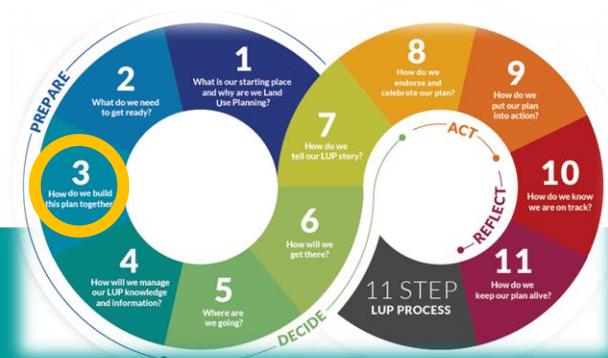 PREPARE
1
What is our starting place
and why are we Land
Use Planning?
2
What do we need
to get ready?
3
How do we build
this plan together
4
How will we manage
our LUP knowledge
and information?
5
Where are
we going?
DECIDE
6
How will we
get there?
7
How do we
tell our LUP story?
8
How do we
endorse and
celebrate our plan?
ACT
9
How do we
put our plan
into action?
10
How do we know
we are on track?
REFLECT
11
How do we
keep our plan alive?
11 STEP
LUP PROCESS